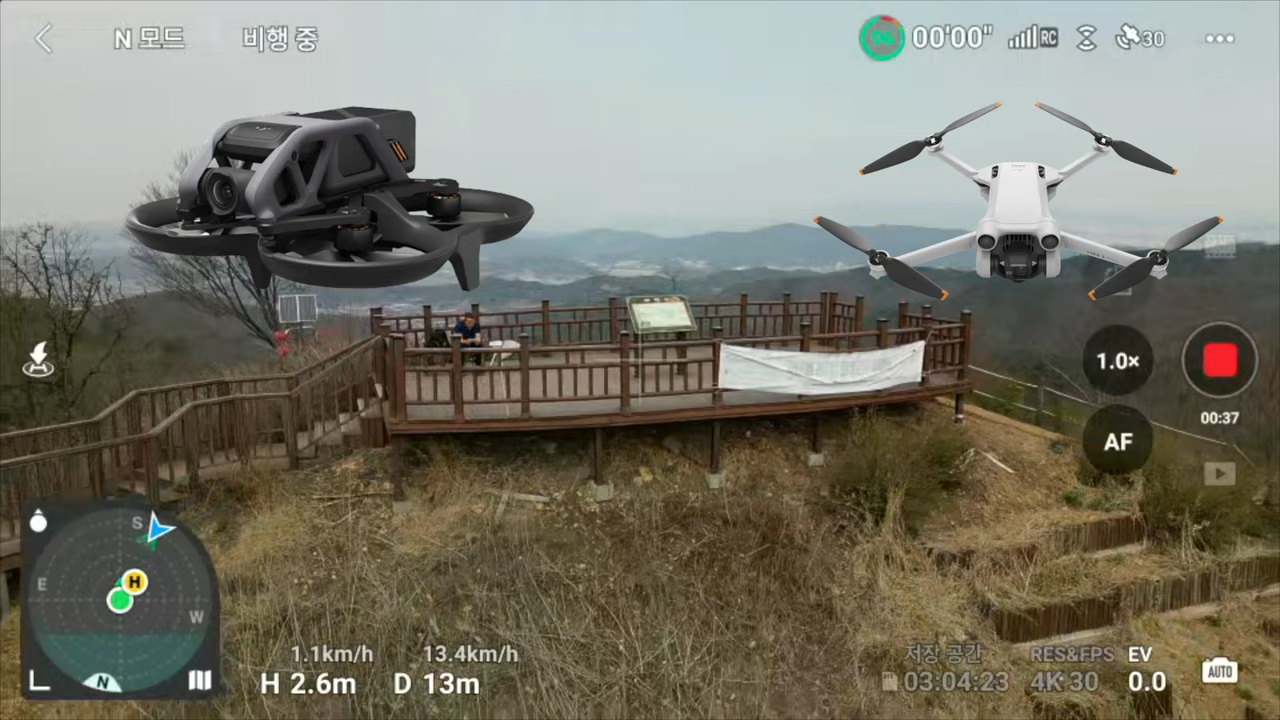 N 모드
비행 중
96
00'00"
RC
30
1.0×
00:37
AF
S
H
E
W
N
1.1km/h
13.4km/h
H 2.6m
D 13m
저장 공간
03:04:23
RES&FPS
4K 30
EV
0.0
AUTO